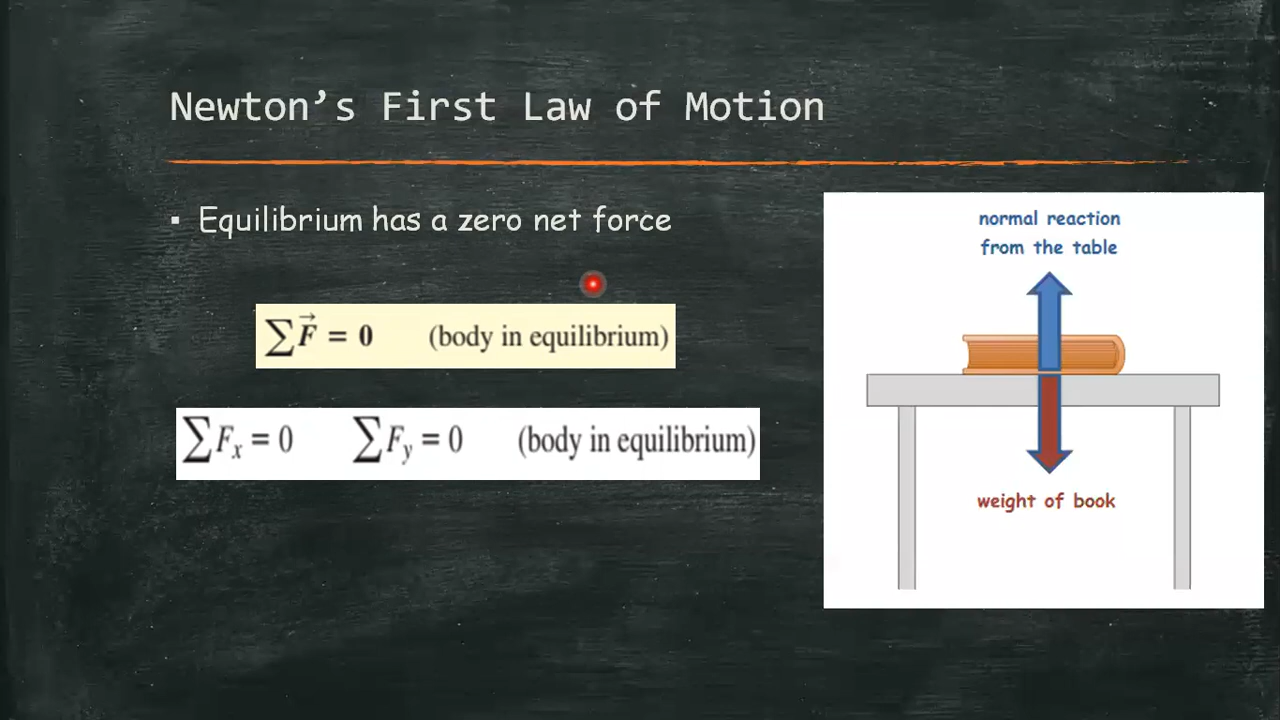 Newton’s First Law of Motion
▪ Equilibrium has a zero net force
∑F⃗ = 0 (body in equilibrium)
∑Fₓ = 0 ∑Fᵧ = 0 (body in equilibrium)
normal reaction
from the table
weight of book